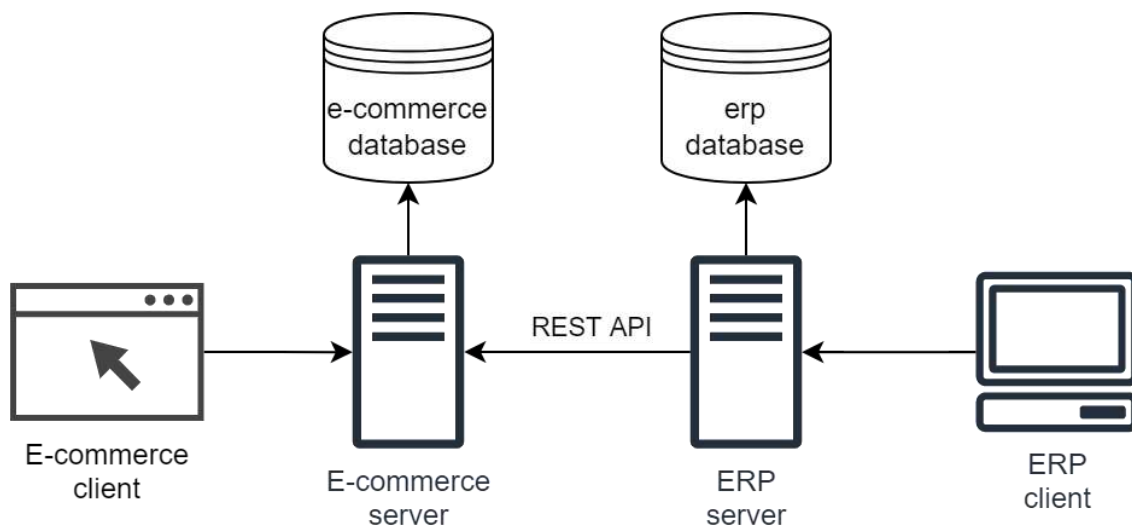 e-commerce
database
erp
database
REST API
E-commerce
client
E-commerce
server
ERP
server
ERP
client